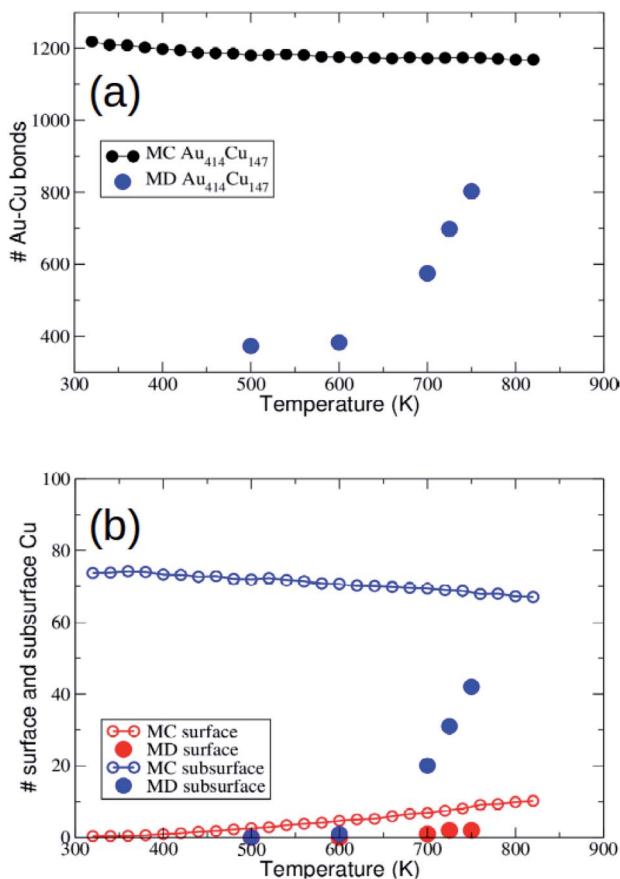 1200
(a)
1000
MC Au414Cu147
MD Au414Cu147
# Au-Cu bonds
800
600
400
300 400 500 600 700 800 900
Temperature (K)
100
(b)
80
# surface and subsurface Cu
60
40
MC surface
MD surface
MC subsurface
MD subsurface
20
0
300 400 500 600 700 800 900
Temperature (K)